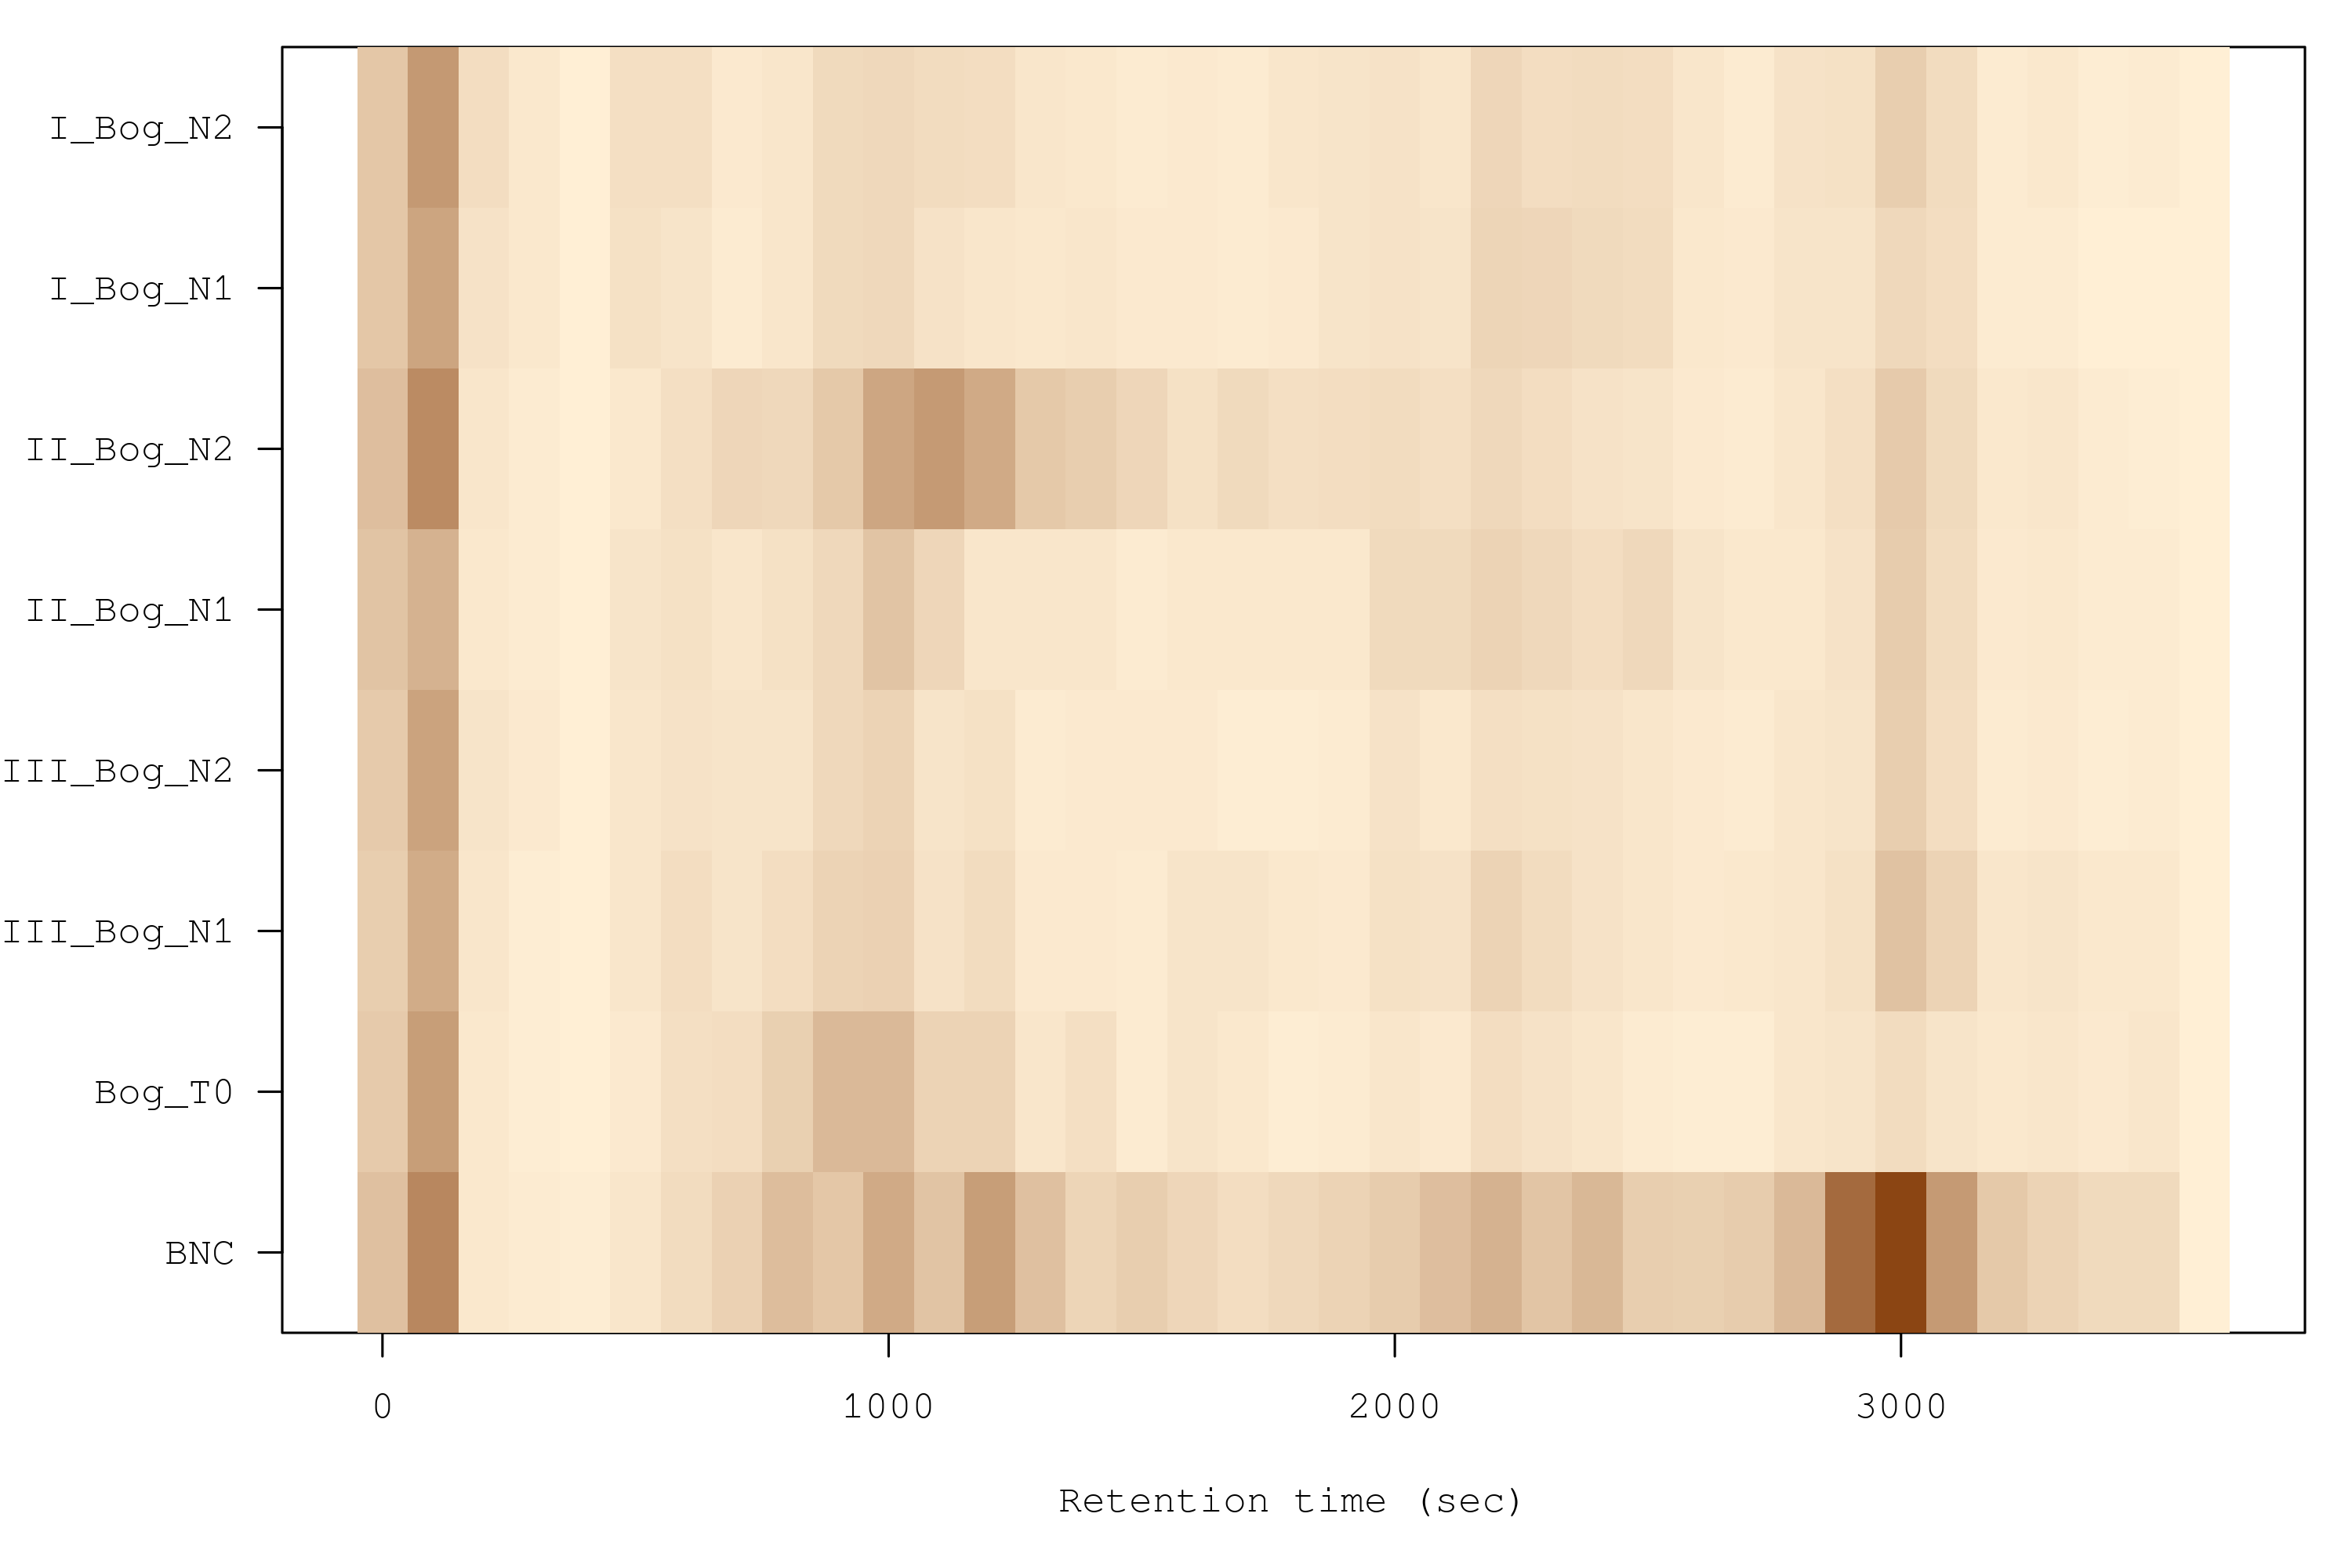 I_Bog_N2
I_Bog_N1
II_Bog_N2
II_Bog_N1
III_Bog_N2
III_Bog_N1
Bog_T0
BNC
0 1000 2000 3000
Retention time (sec)